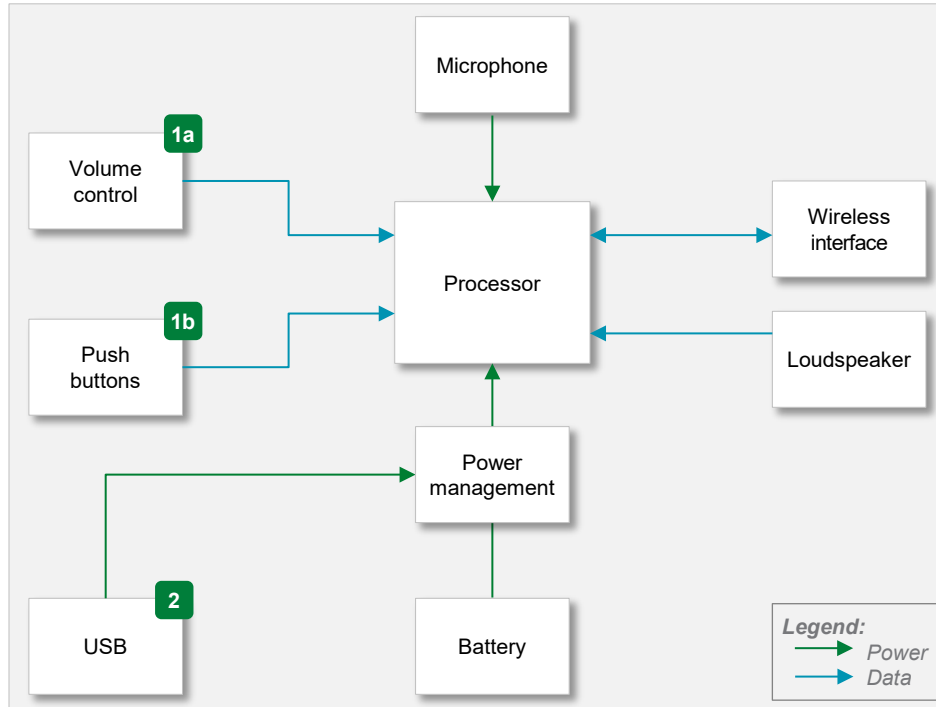 Microphone
1a
Volume
control
Wireless
interface
Processor
1b
Push
buttons
Loudspeaker
Power
management
2
USB
Battery
Legend:
Power
Data